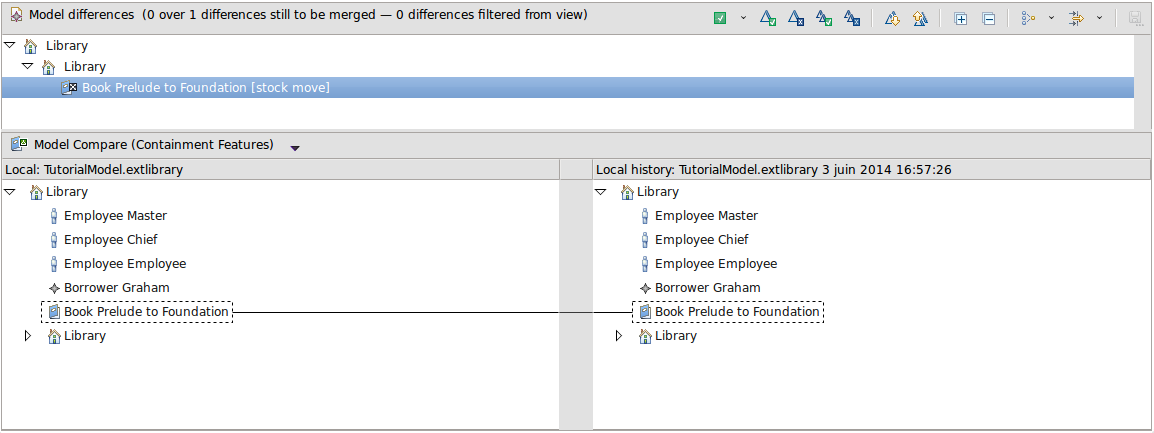 Model differences (0 over 1 differences still to be merged — 0 differences filtered from view)
Library
Library
Book Prelude to Foundation [stock move]
Model Compare (Containment Features)
Local: TutorialModel.extlibrary
Local history: TutorialModel.extlibrary 3 juin 2014 16:57:26
Library
Library
Employee Master
Employee Master
Employee Chief
Employee Chief
Employee Employee
Employee Employee
Borrower Graham
Borrower Graham
Book Prelude to Foundation
Book Prelude to Foundation
Library
Library